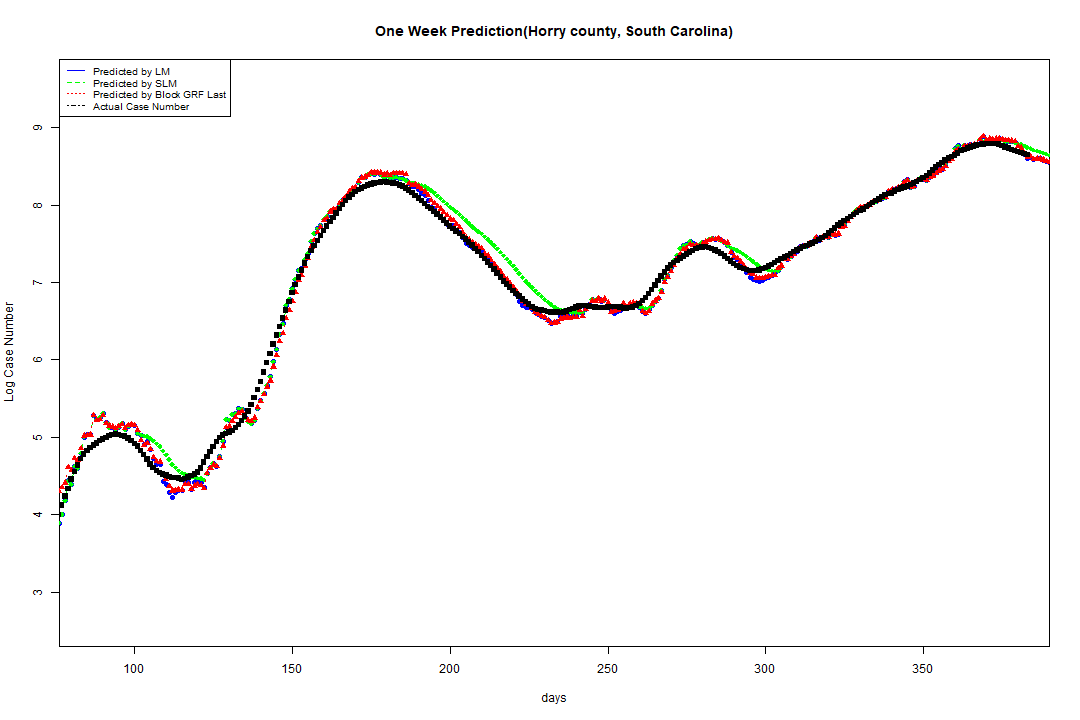 One Week Prediction(Horry county, South Carolina)
Predicted by LM
Predicted by SLM
Predicted by Block GRF Last
Actual Case Number
Log Case Number
9
8
7
6
5
4
3
100 150 200 250 300 350
days